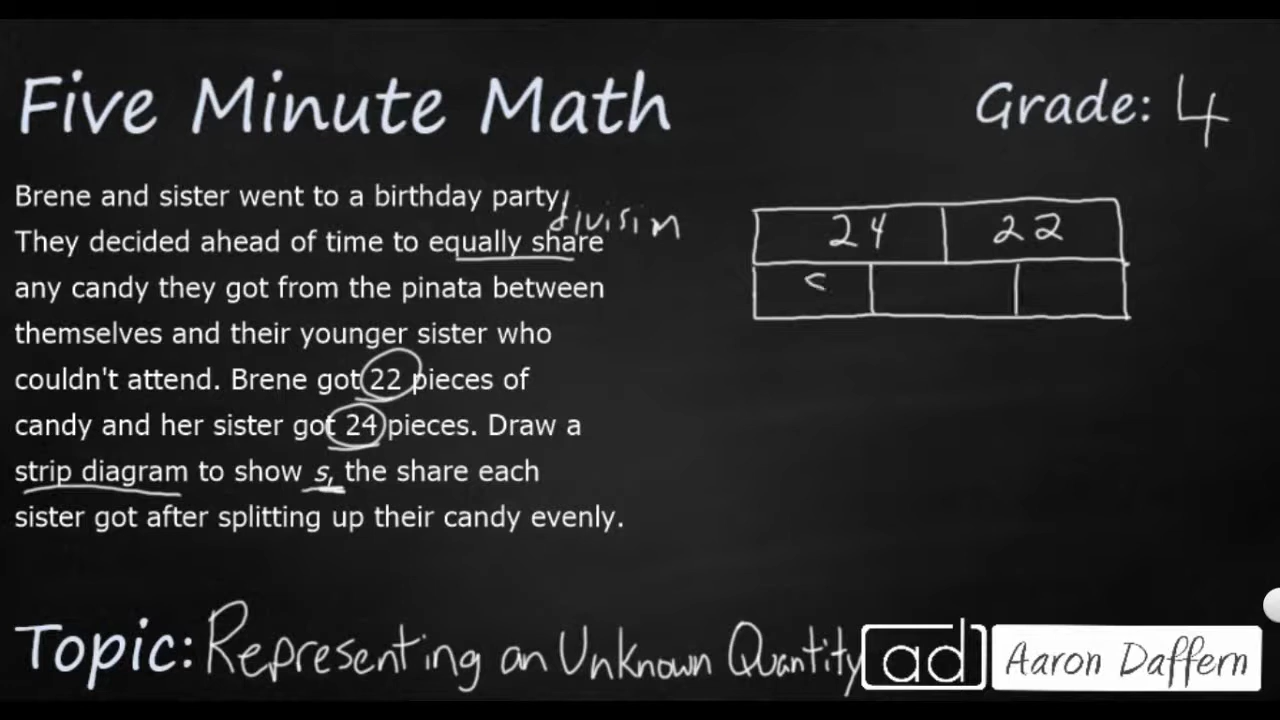 Five Minute Math
Grade: 4
Brene and sister went to a birthday party.
division
They decided ahead of time to equally share
any candy they got from the pinata between
themselves and their younger sister who
couldn't attend. Brene got 22 pieces of
candy and her sister got 24 pieces. Draw a
strip diagram to show s, the share each
sister got after splitting up their candy evenly.
24 22
s
Topic: Representing an Unknown Quantity
ad Aaron Daffern